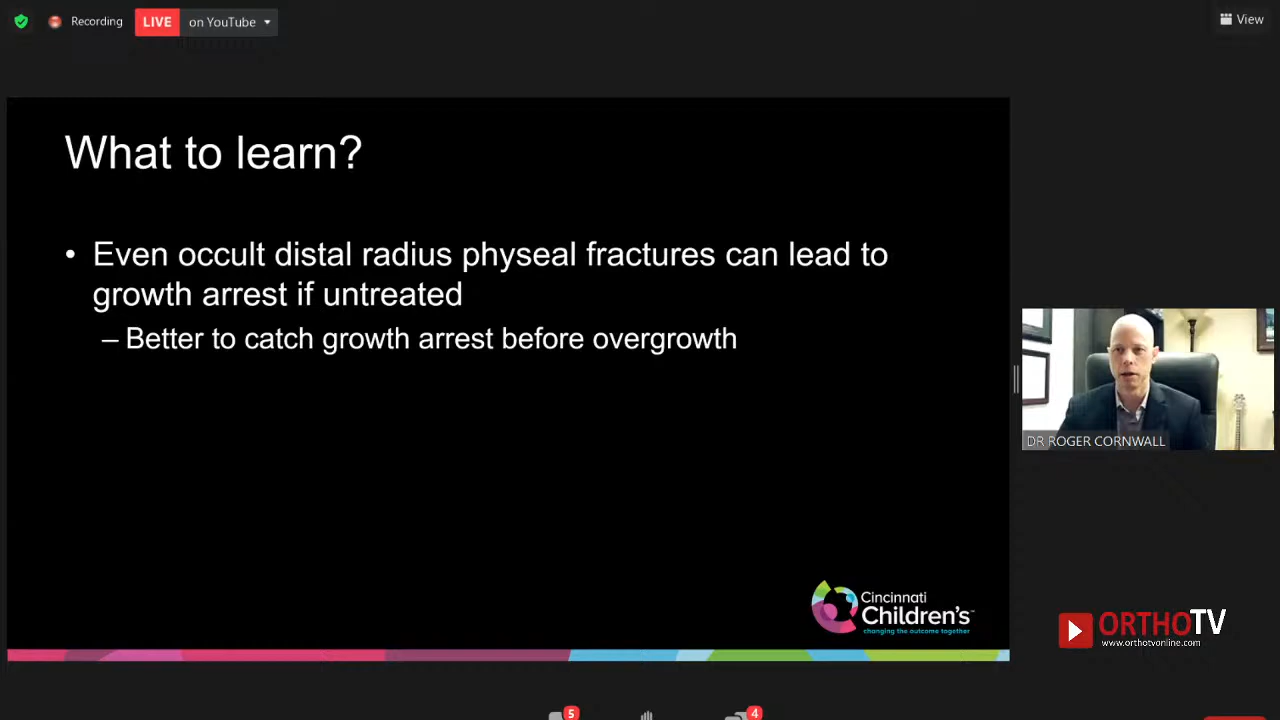 Recording
LIVE on YouTube
View
What to learn?
• Even occult distal radius physeal fractures can lead to
growth arrest if untreated
– Better to catch growth arrest before overgrowth
DR ROGER CORNWALL
Cincinnati
Children's™
changing the outcome together
ORTHOTV
www.orthotvonline.com
5
4